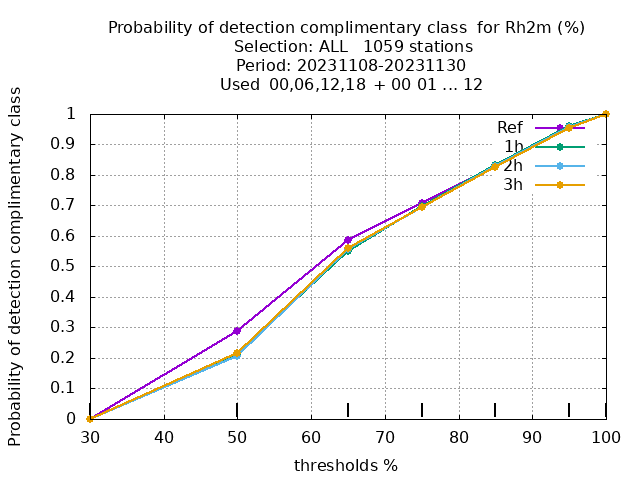 Probability of detection complimentary class  for Rh2m (%)
Selection: ALL   1059 stations
Period: 20231108-20231130
Used  00,06,12,18  + 00 01 ... 12
Probability of detection complimentary class
1
0.9
0.8
0.7
0.6
0.5
0.4
0.3
0.2
0.1
0
Ref
1h
2h
3h
30 40 50 60 70 80 90 100
thresholds %